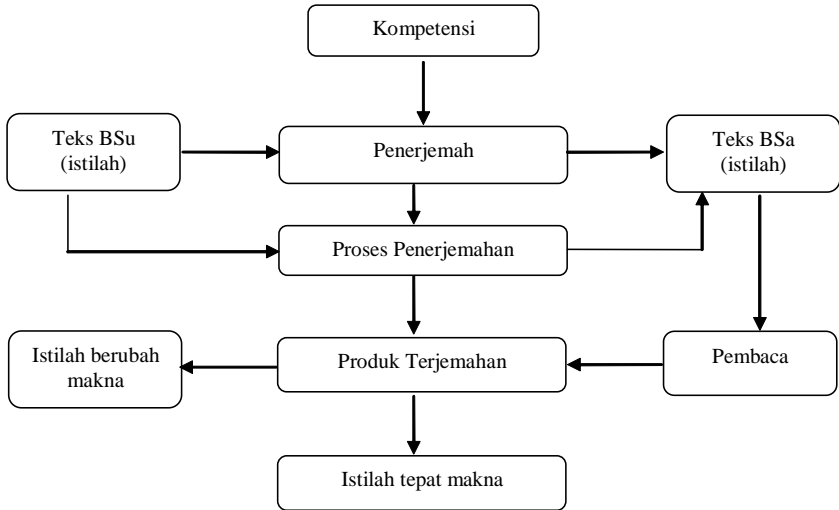 Kompetensi
Teks BSu
(istilah)
Penerjemah
Teks BSa
(istilah)
Proses Penerjemahan
Istilah berubah
makna
Produk Terjemahan
Pembaca
Istilah tepat makna